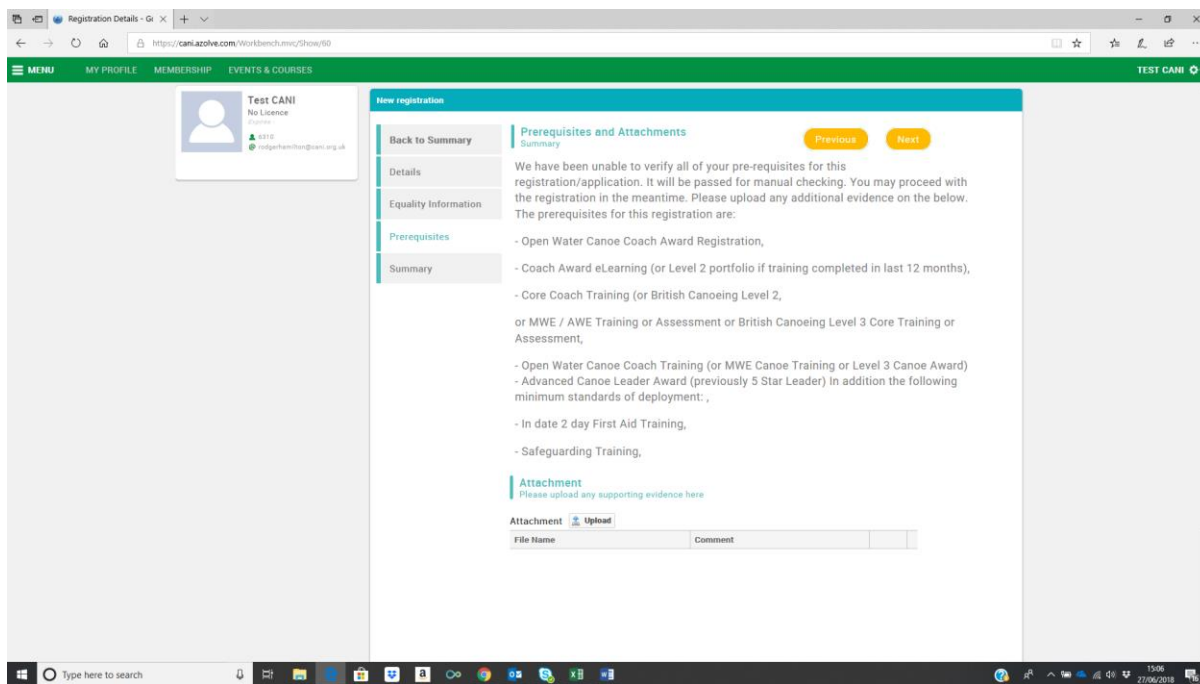 Registration Details - Gi
https://cani.azolve.com/Workbench.mvc/Show/60
MENU MY PROFILE MEMBERSHIP EVENTS & COURSES TEST CANI
Test CANI
No Licence
6310
rodgerhamilton@cani.org.uk
New registration
Back to Summary
Details
Equality Information
Prerequisites
Summary
Prerequisites and Attachments
Summary
Previous Next
We have been unable to verify all of your pre-requisites for this
registration/application. It will be passed for manual checking. You may proceed with
the registration in the meantime. Please upload any additional evidence on the below.
The prerequisites for this registration are:
- Open Water Canoe Coach Award Registration,
- Coach Award eLearning (or Level 2 portfolio if training completed in last 12 months),
- Core Coach Training (or British Canoeing Level 2,
or MWE / AWE Training or Assessment or British Canoeing Level 3 Core Training or
Assessment,
- Open Water Canoe Coach Training (or MWE Canoe Training or Level 3 Canoe Award)
- Advanced Canoe Leader Award (previously 5 Star Leader) In addition the following
minimum standards of deployment: ,
- In date 2 day First Aid Training,
- Safeguarding Training,
Attachment
Please upload any supporting evidence here
Attachment Upload
File Name Comment
Type here to search
15:06
27/06/2018